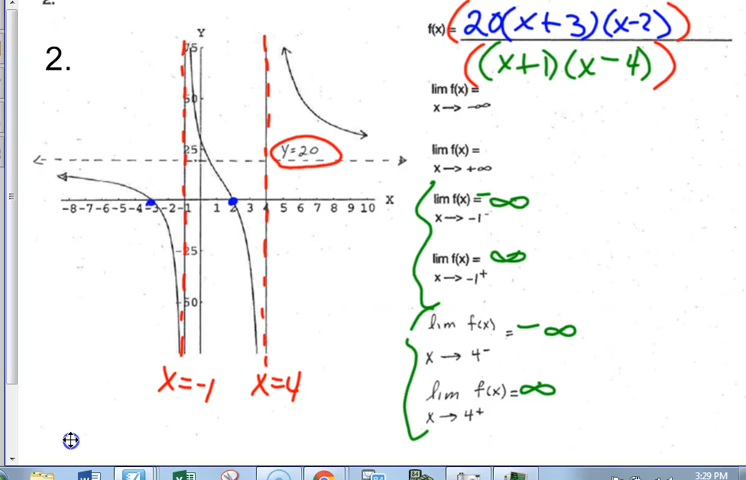 2.
Y
75
50
25
y=20
X
-8-7-6-5-4-3-2-1 1 2 3 4 5 6 7 8 9 10
-25
-50
x=-1 x=4
f(x)=(20(x+3)(x-2))
((x+1)(x-4))
lim f(x)=
x-> -∞
lim f(x)=
x-> +∞
lim f(x)=-∞
x-> -1⁻
lim f(x)=∞
x-> -1⁺
lim f(x) = -∞
x → 4⁻
lim f(x)=∞
x → 4⁺
3:29 PM